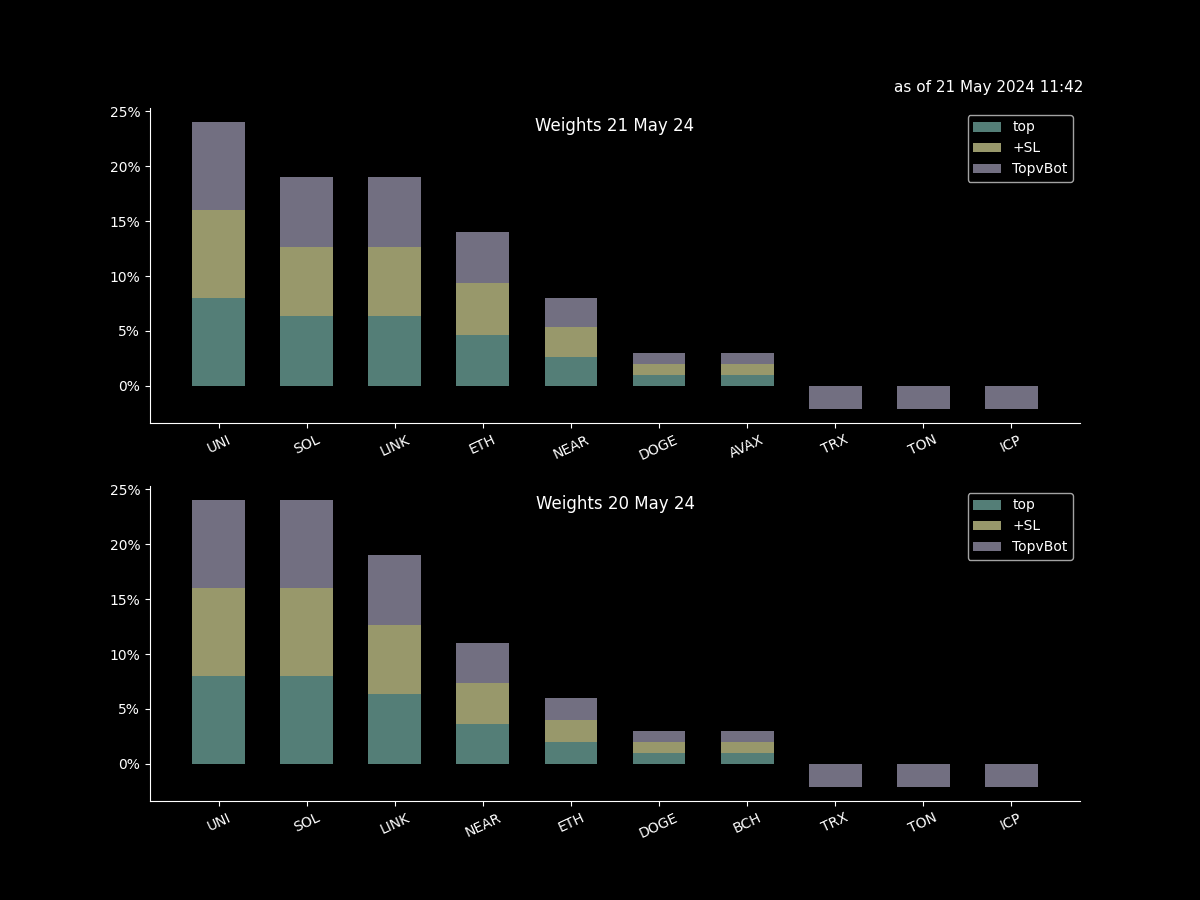 as of 21 May 2024 11:42
Weights 21 May 24
25%
20%
15%
10%
5%
0%
top
+SL
TopvBot
UNI SOL LINK ETH NEAR DOGE AVAX TRX TON ICP
Weights 20 May 24
25%
20%
15%
10%
5%
0%
top
+SL
TopvBot
UNI SOL LINK NEAR ETH DOGE BCH TRX TON ICP